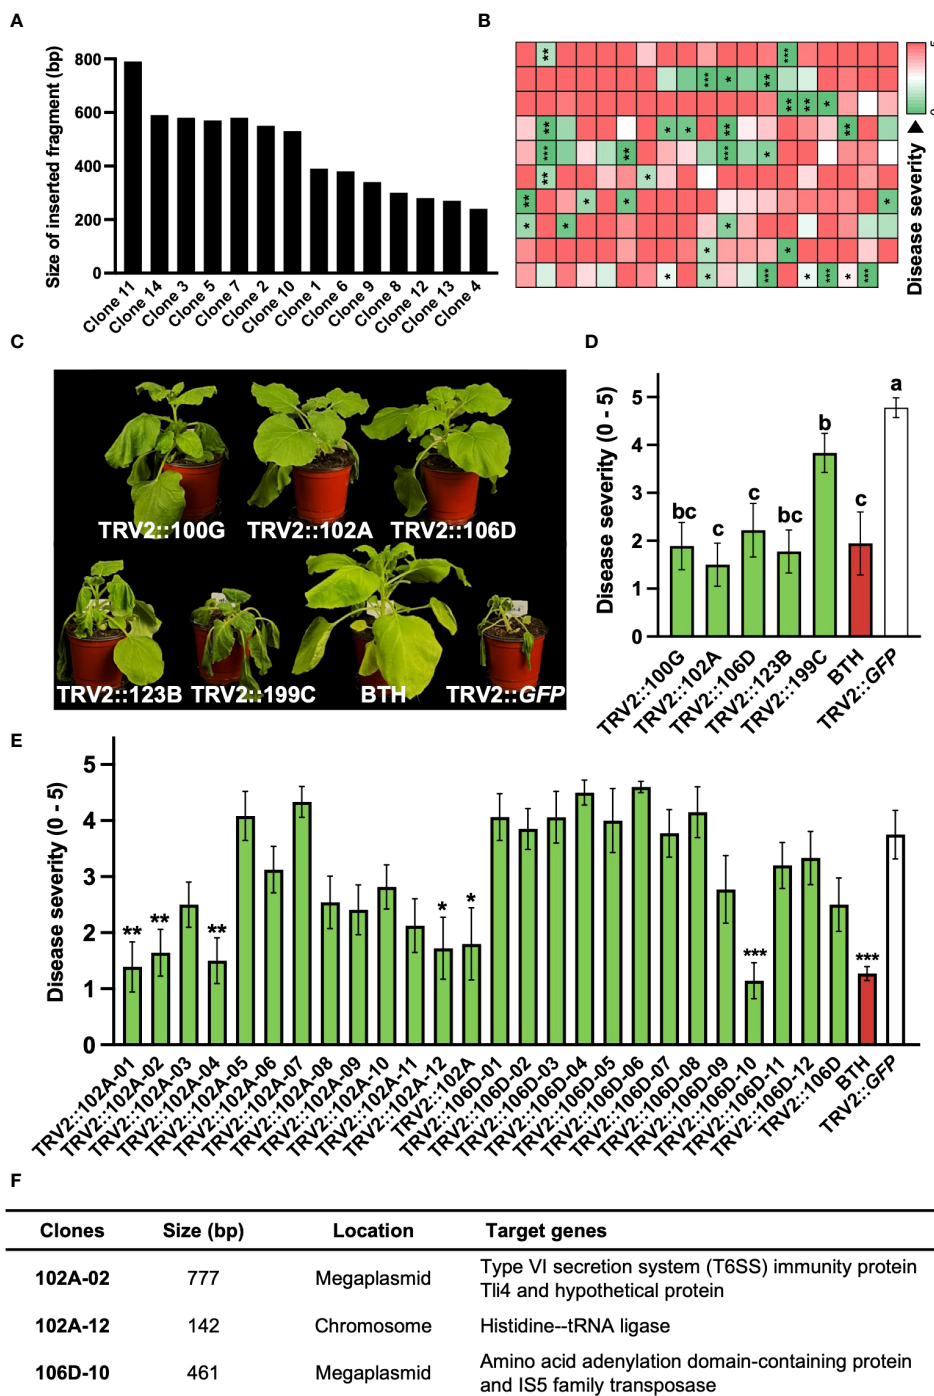 A
Size of inserted fragment (bp)
800
600
400
200
0
Clone 11
Clone 14
Clone 3
Clone 5
Clone 7
Clone 2
Clone 10
Clone 1
Clone 6
Clone 9
Clone 8
Clone 12
Clone 13
Clone 4
B
Disease severity
C
TRV2::100G
TRV2::102A
TRV2::106D
TRV2::123B
TRV2::199C
BTH
TRV2::GFP
D
Disease severity (0 - 5)
5
4
3
2
1
0
bc
c
c
bc
b
c
a
TRV2::100G
TRV2::102A
TRV2::106D
TRV2::123B
TRV2::199C
BTH
TRV2::GFP
E
Disease severity (0 - 5)
5
4
3
2
1
0
**
**
**
*
*
***
***
TRV2::102A-01
TRV2::102A-02
TRV2::102A-03
TRV2::102A-04
TRV2::102A-05
TRV2::102A-06
TRV2::102A-07
TRV2::102A-08
TRV2::102A-09
TRV2::102A-10
TRV2::102A-11
TRV2::102A-12
TRV2::102A
TRV2::106D-01
TRV2::106D-02
TRV2::106D-03
TRV2::106D-04
TRV2::106D-05
TRV2::106D-06
TRV2::106D-07
TRV2::106D-08
TRV2::106D-09
TRV2::106D-10
TRV2::106D-11
TRV2::106D-12
TRV2::106D
BTH
TRV2::GFP
F
Clones Size (bp) Location Target genes
102A-02 777 Megaplasmid Type VI secretion system (T6SS) immunity protein
Tli4 and hypothetical protein
102A-12 142 Chromosome Histidine--tRNA ligase
106D-10 461 Megaplasmid Amino acid adenylation domain-containing protein
and IS5 family transposase